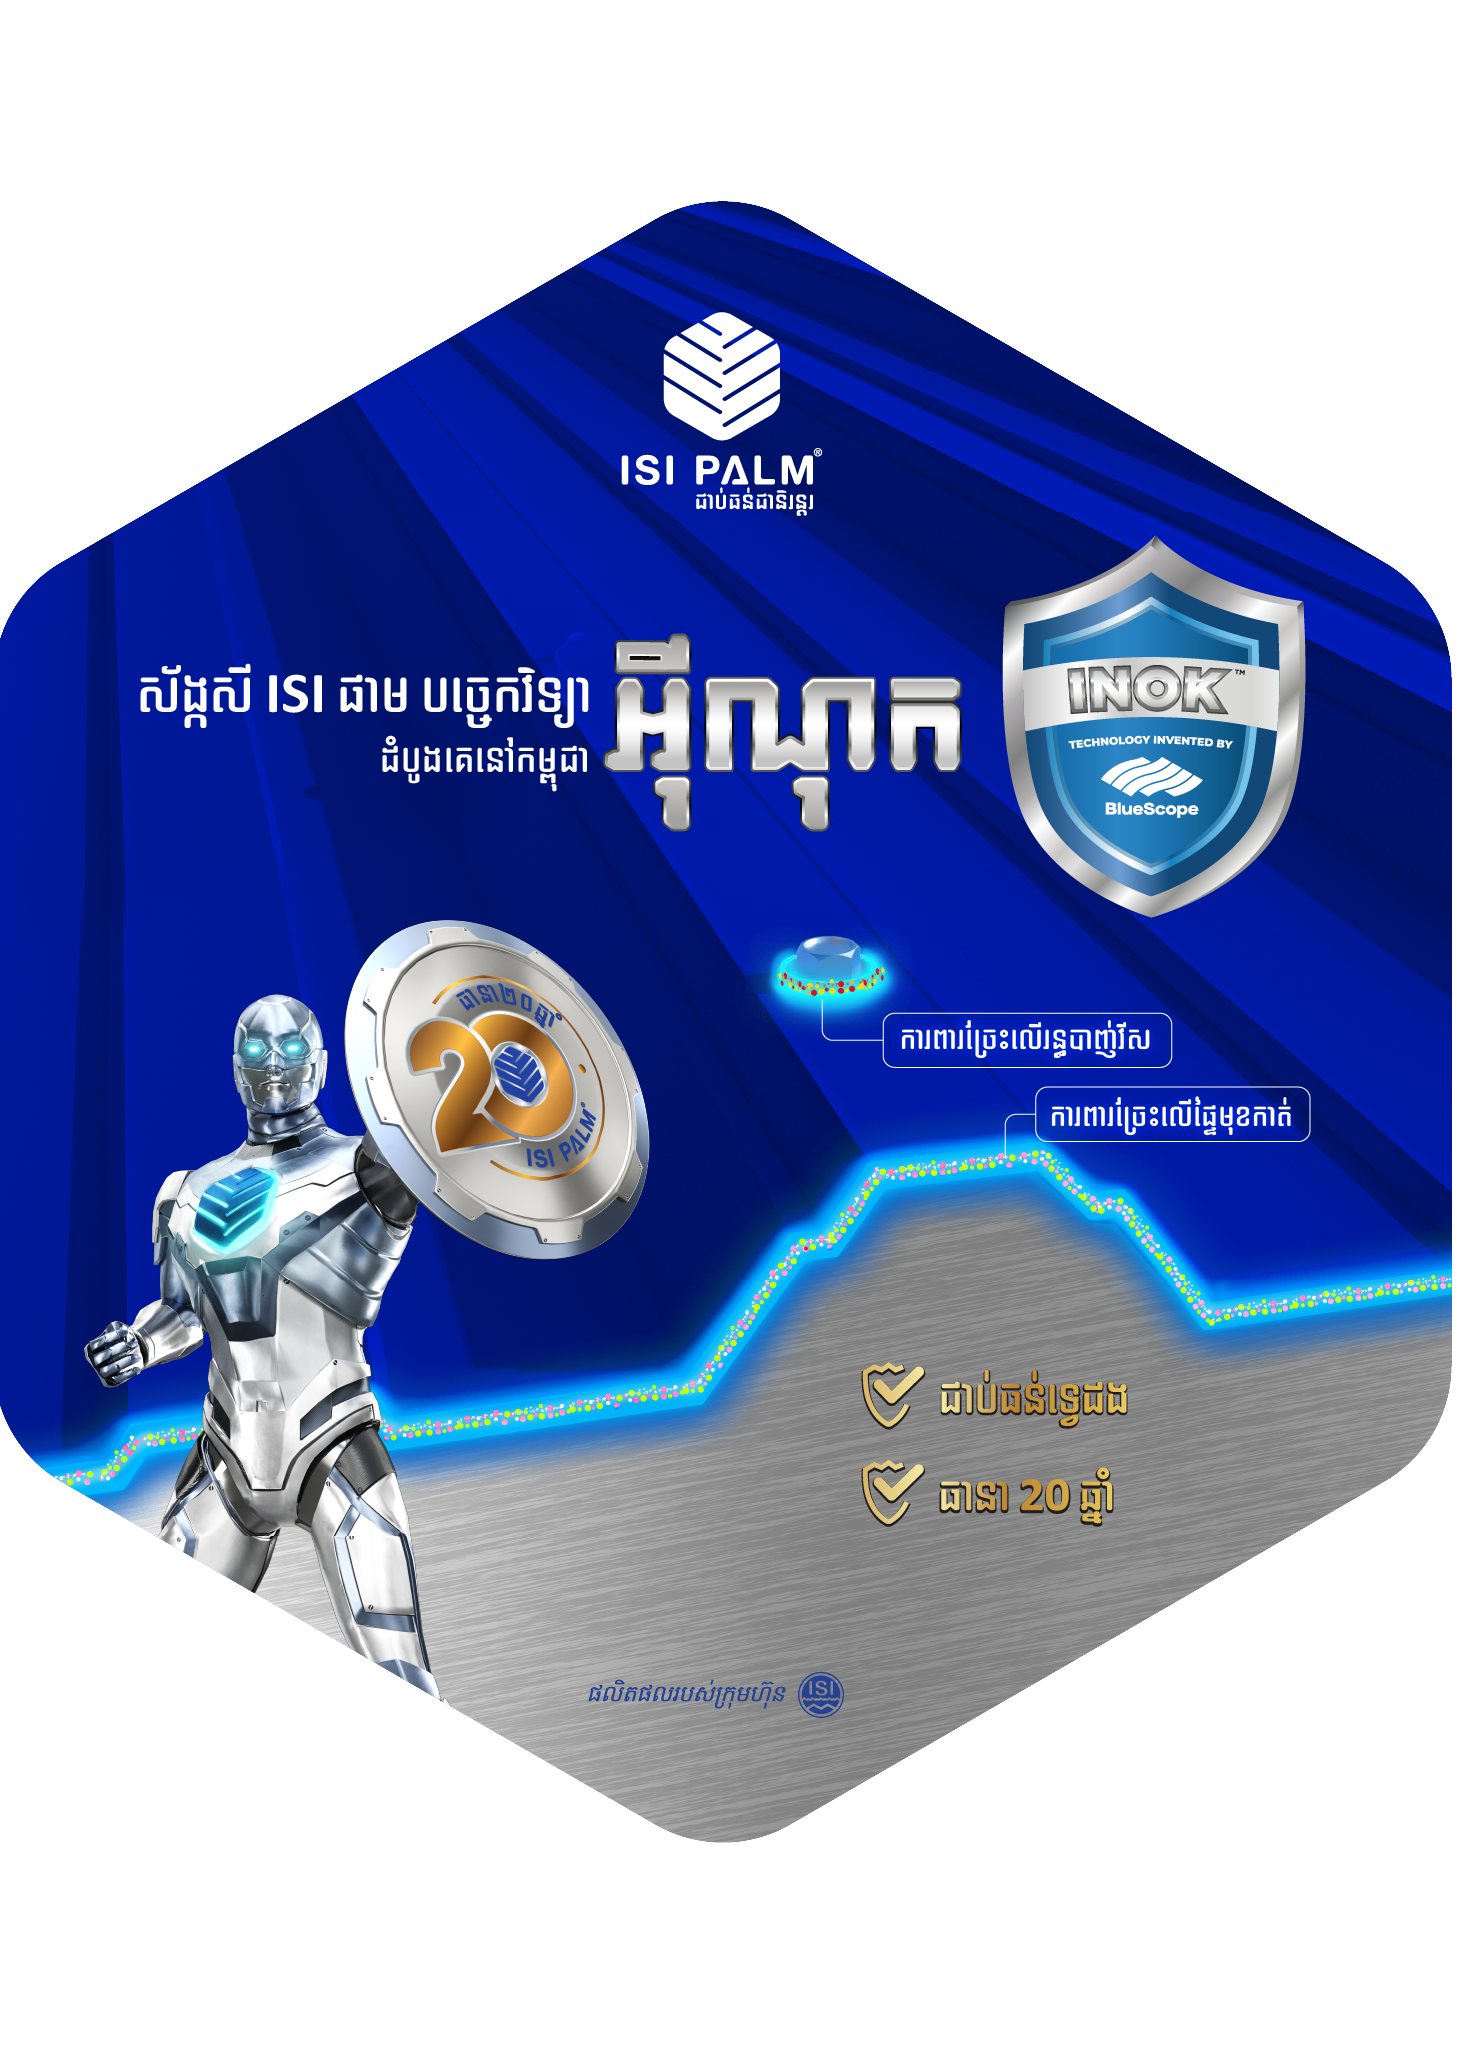 ISI PALM®
ជាប់ធន់ជានិរន្តរ៍
ស័ង្កសី ISI ផាម បច្ចេកវិទ្យា
ដំបូងគេនៅកម្ពុជា
អ៊ីណុក
INOK™
TECHNOLOGY INVENTED BY
BlueScope
ធានា២០ឆ្នាំ
20
ISI PALM®
ការពារច្រែះលើរន្ធបាញ់វីស
ការពារច្រែះលើផ្ទៃមុខកាត់
ជាប់ធន់ទ្វេដង
ធានា 20 ឆ្នាំ
ផលិតផលរបស់ក្រុមហ៊ុន ISI